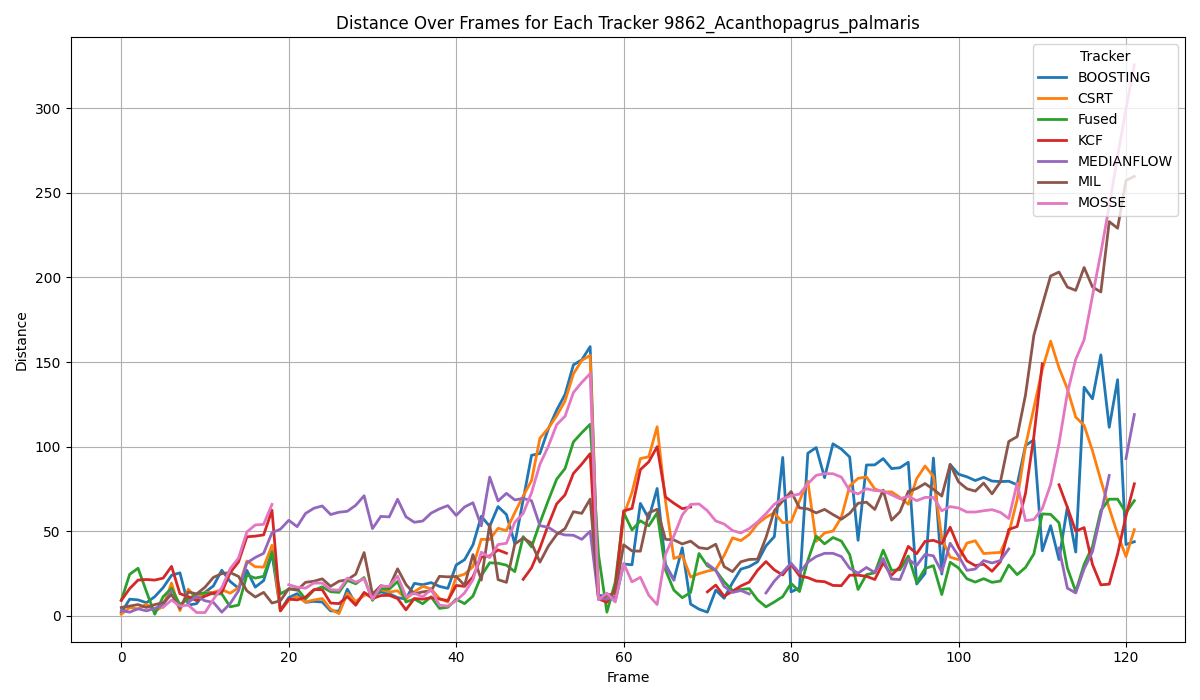 Distance Over Frames for Each Tracker 9862_Acanthopagrus_palmaris
Tracker
BOOSTING
CSRT
Fused
KCF
MEDIANFLOW
MIL
MOSSE
300
250
200
150
100
50
0
Distance
0 20 40 60 80 100 120
Frame